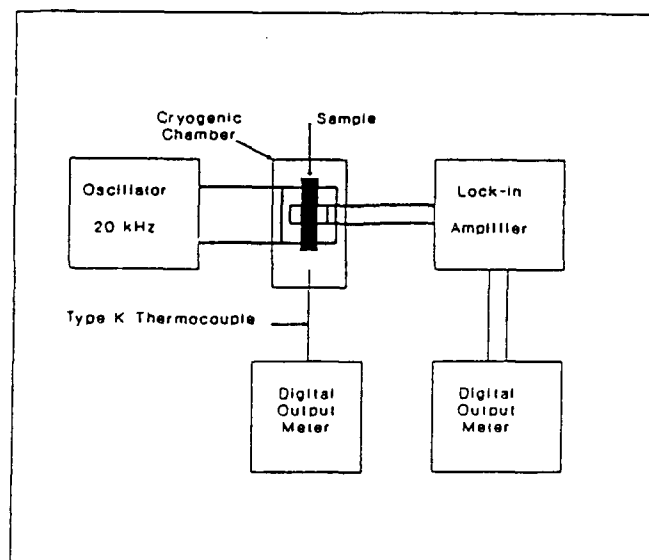 Cryogenic
Chamber
Sample
Oscillator
20 kHz
Lock-in
Amplifier
Type K Thermocouple
Digital
Output
Meter
Digital
Output
Meter